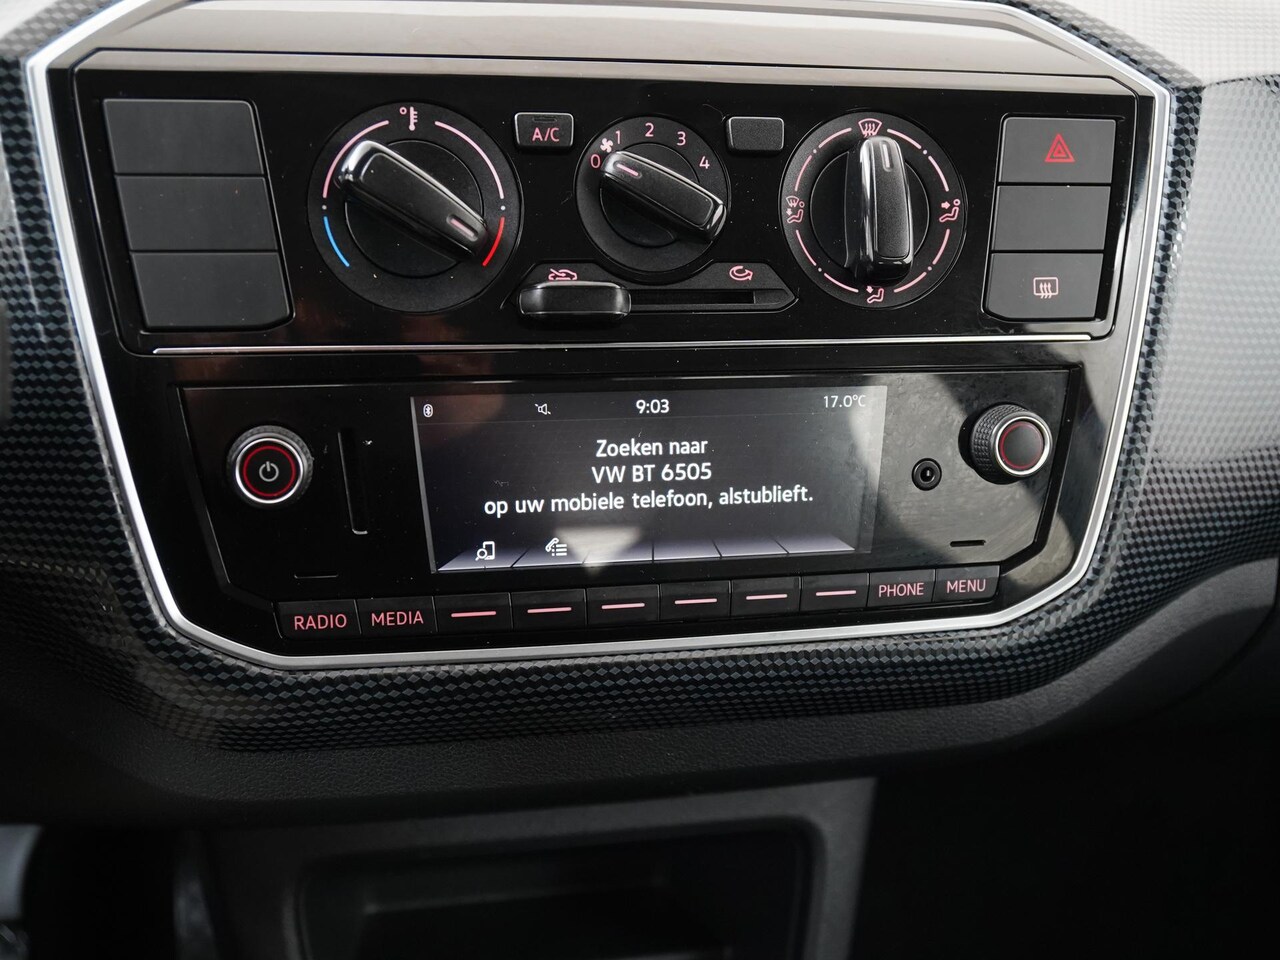 A/C
0 1 2 3 4
9:03 17.0°C
Zoeken naar
VW BT 6505
op uw mobiele telefoon, alstublieft.
RADIO MEDIA PHONE MENU